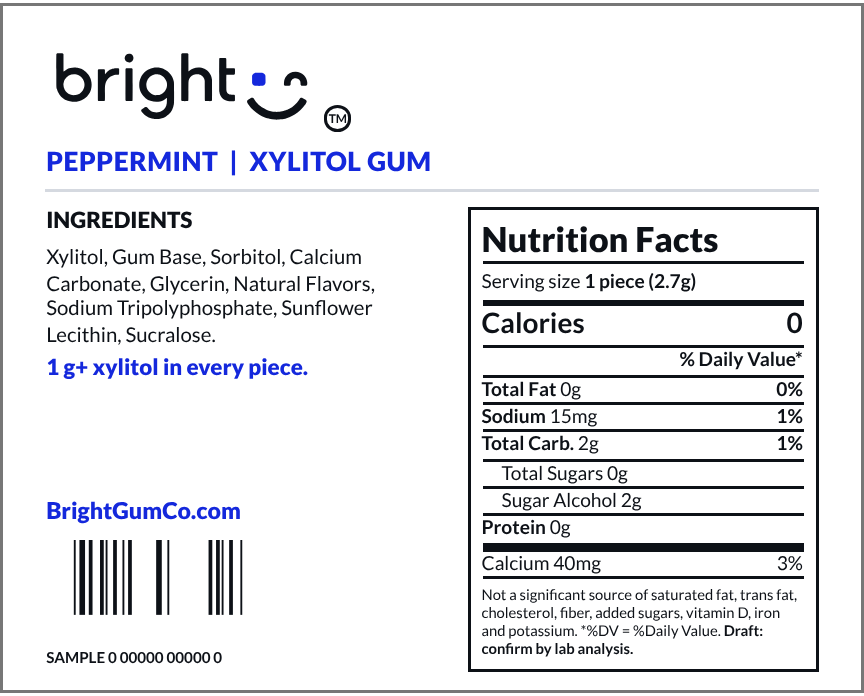 bright
TM
PEPPERMINT | XYLITOL GUM
INGREDIENTS
Xylitol, Gum Base, Sorbitol, Calcium
Carbonate, Glycerin, Natural Flavors,
Sodium Tripolyphosphate, Sunflower
Lecithin, Sucralose.
1 g+ xylitol in every piece.
BrightGumCo.com
SAMPLE 0 00000 00000 0
Nutrition Facts
Serving size 1 piece (2.7g)
Calories 0
% Daily Value*
Total Fat 0g 0%
Sodium 15mg 1%
Total Carb. 2g 1%
Total Sugars 0g
Sugar Alcohol 2g
Protein 0g
Calcium 40mg 3%
Not a significant source of saturated fat, trans fat,
cholesterol, fiber, added sugars, vitamin D, iron
and potassium. *%DV = %Daily Value. Draft:
confirm by lab analysis.